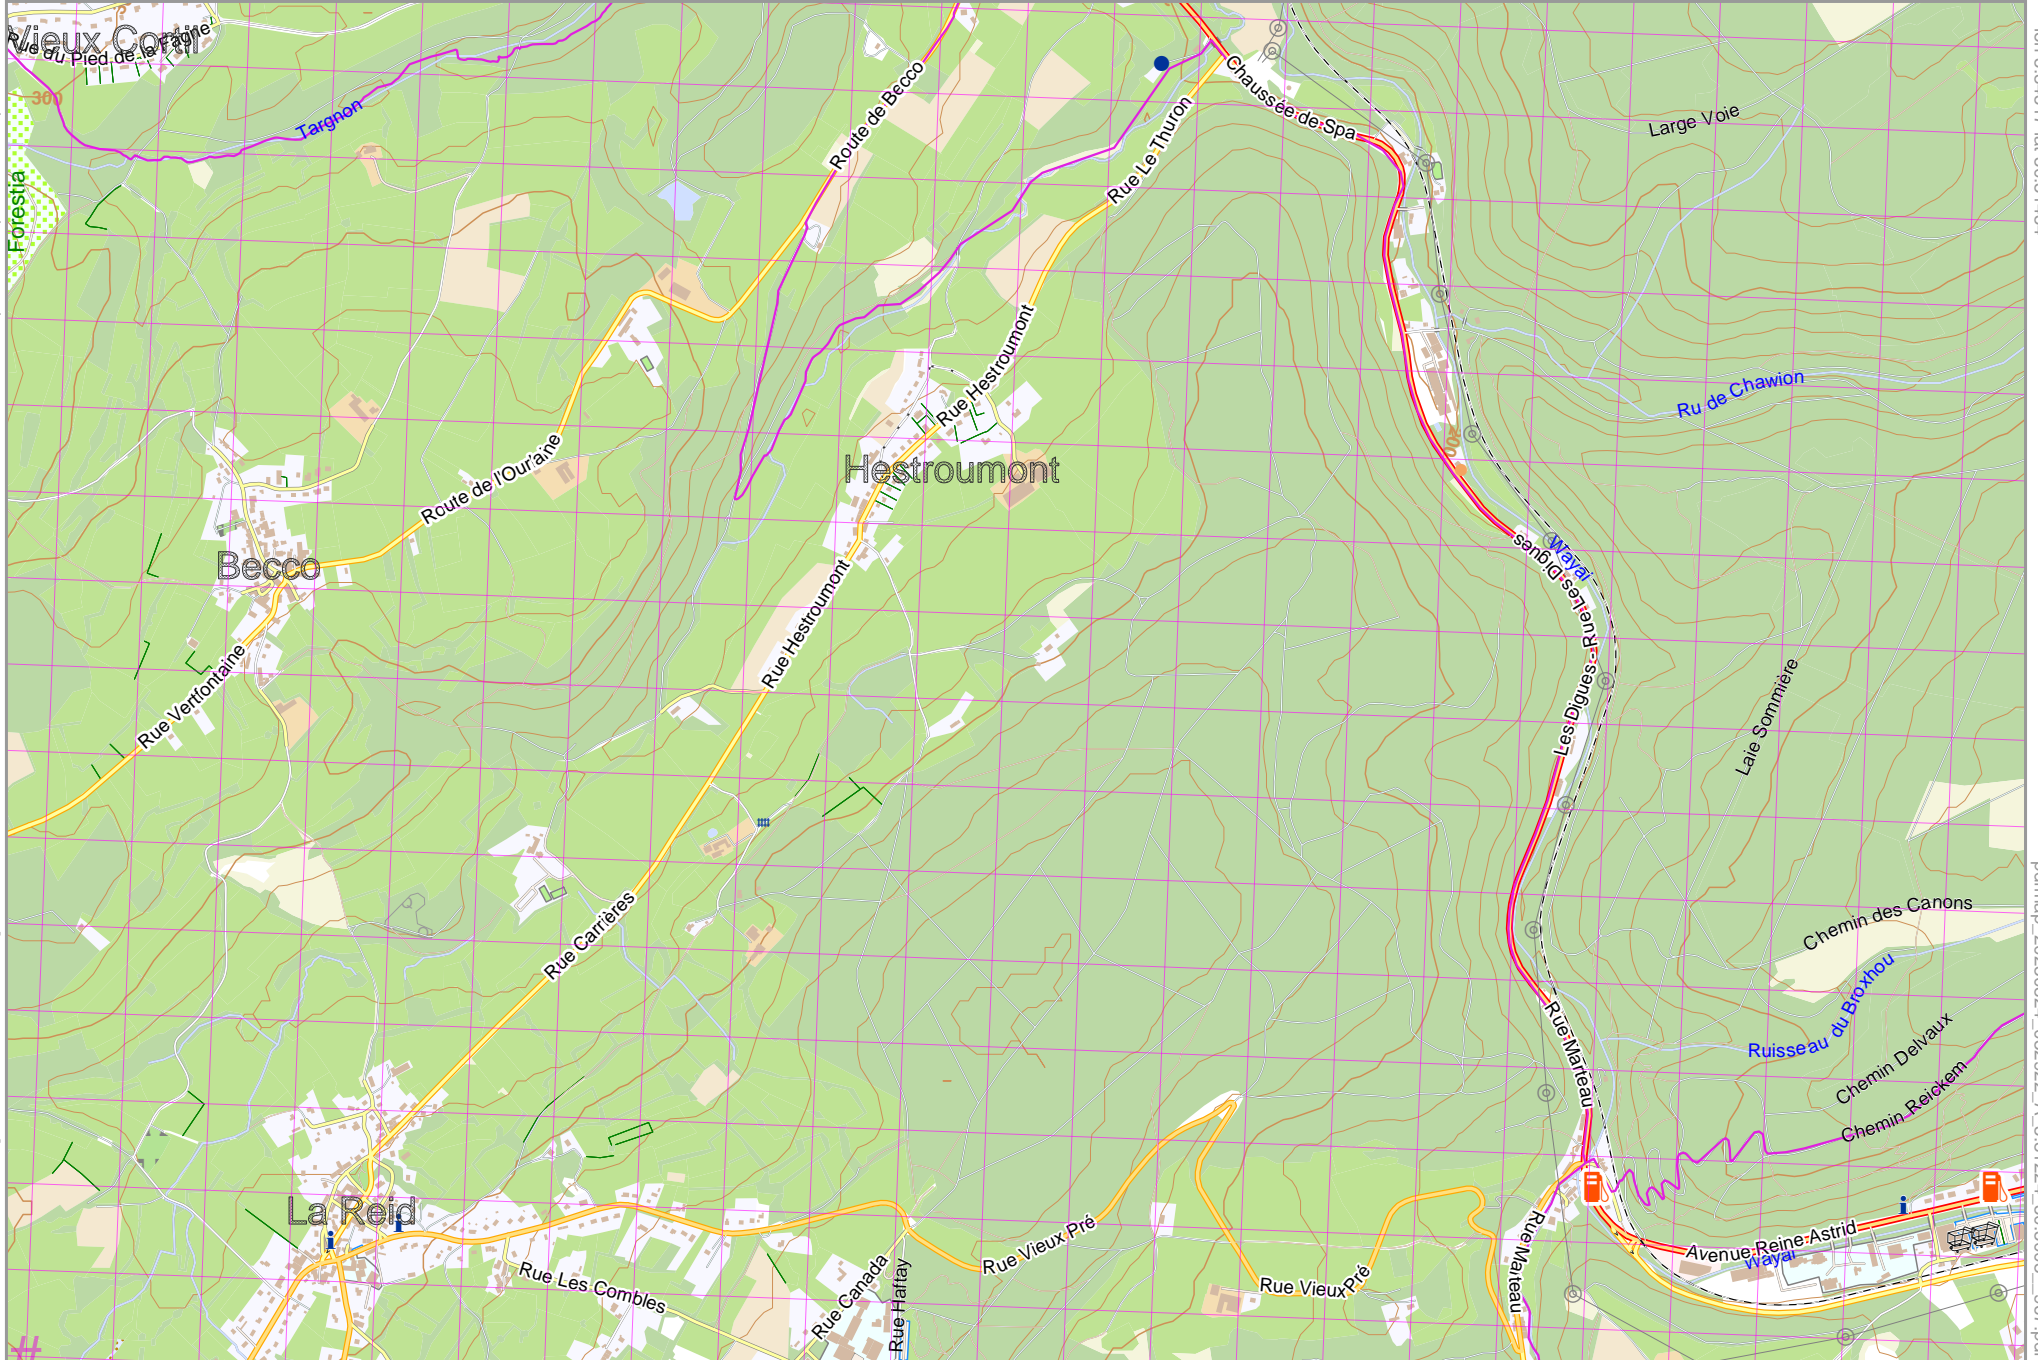 Vieux Cortil
Rue du Pied de la Fagne
300
Targnon
Forestia
Route de Becco
Rue Le Thuron
Chaussée de Spa
Large Voie
Ru de Chawion
Rue Hestroumont
Hestroumont
Route de l'Our'aine
Becco
Rue Vertfontaine
Rue Hestroumont
Wayai
Les Digues - Rue Les Digues
Laie Sommière
Chemin des Canons
Ruisseau du Broxhou
Chemin Delvaux
Chemin Reickem
Rue Carrières
Rue Marteau
La Reid
Rue Vieux Pré
Rue Vieux Pré
Rue Marteau
Avenue Reine Astrid
Wayai
Rue Les Combles
Rue Canada
Rue Haftay
#